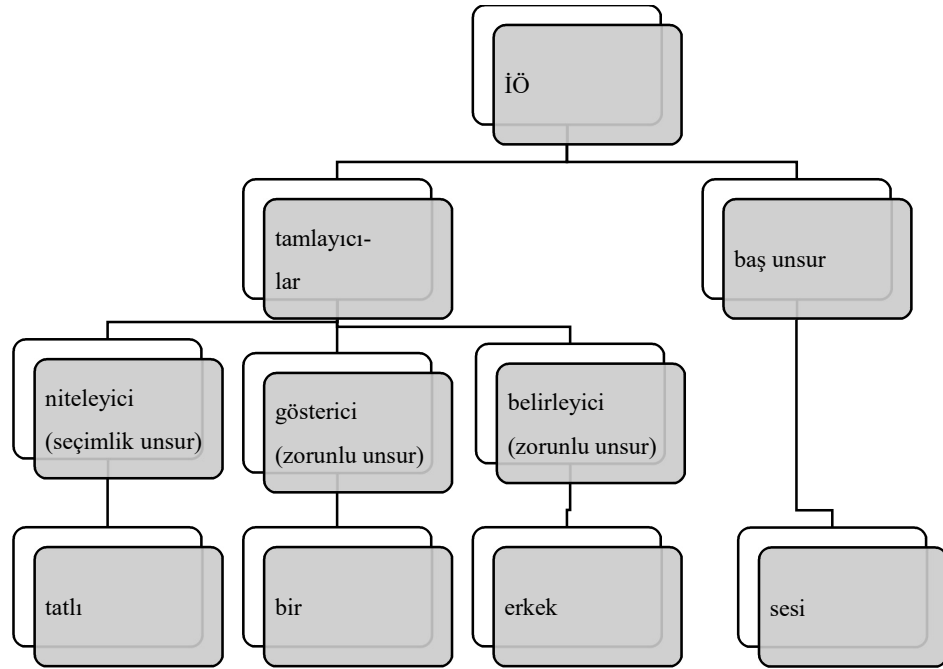 İÖ
tamlayıcı-
lar
baş unsur
niteleyici
(seçimlik unsur)
gösterici
(zorunlu unsur)
belirleyici
(zorunlu unsur)
tatlı
bir
erkek
sesi